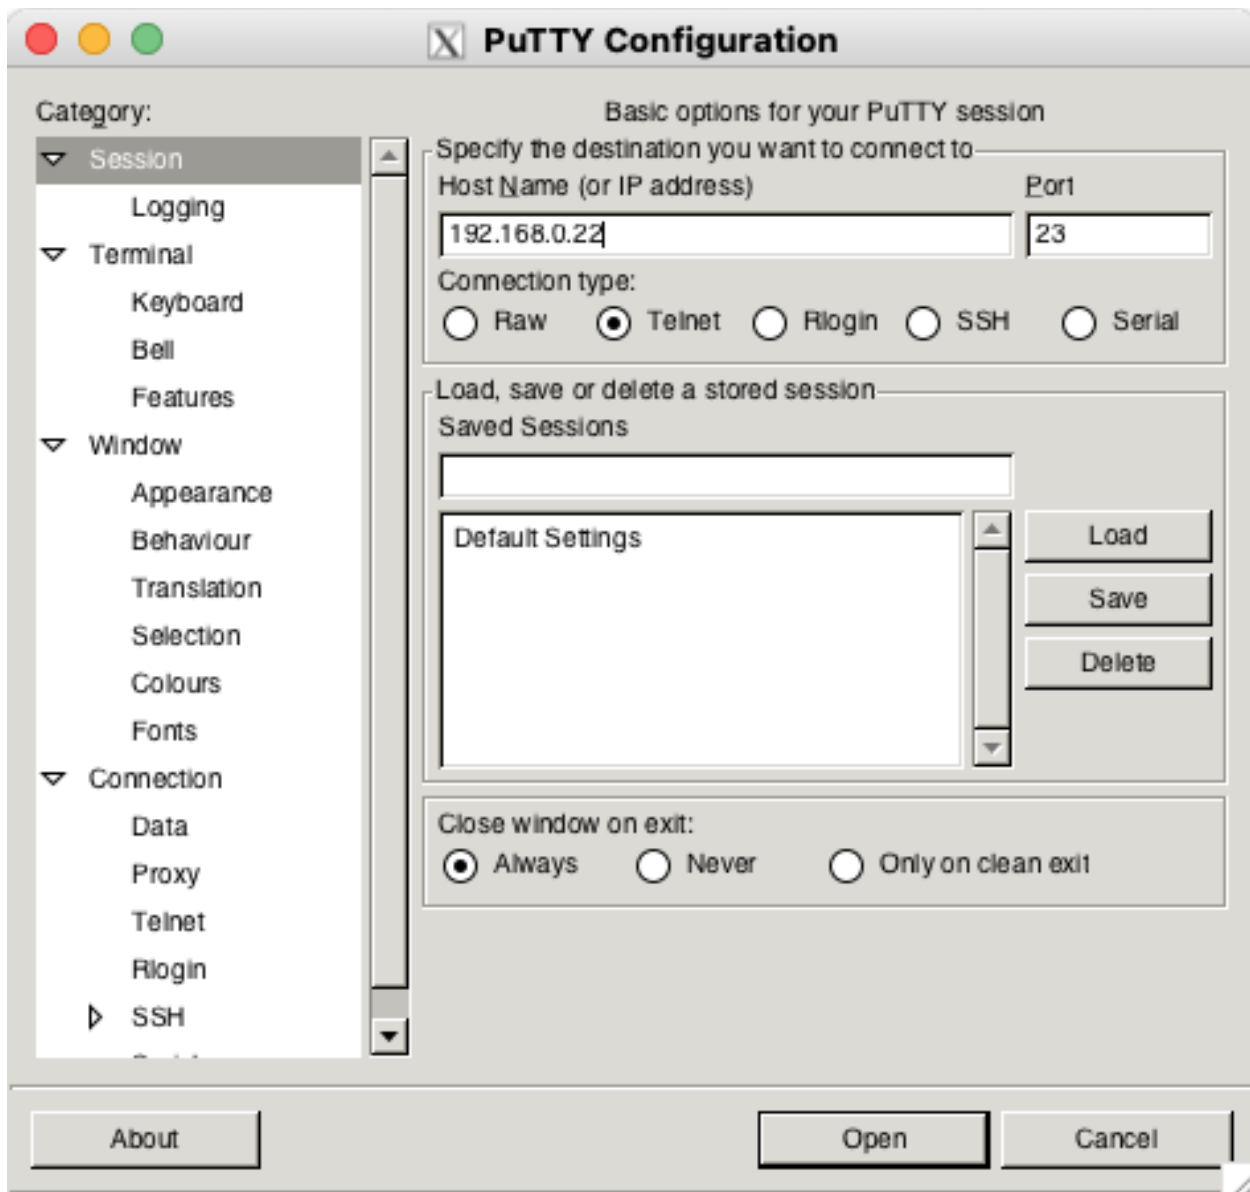 PuTTY Configuration
Category:
Session
Logging
Terminal
Keyboard
Bell
Features
Window
Appearance
Behaviour
Translation
Selection
Colours
Fonts
Connection
Data
Proxy
Telnet
Rlogin
SSH
Basic options for your PuTTY session
Specify the destination you want to connect to
Host Name (or IP address) Port
192.168.0.22 23
Connection type:
Raw Telnet Rlogin SSH Serial
Load, save or delete a stored session
Saved Sessions
Default Settings
Load
Save
Delete
Close window on exit:
Always Never Only on clean exit
About Open Cancel